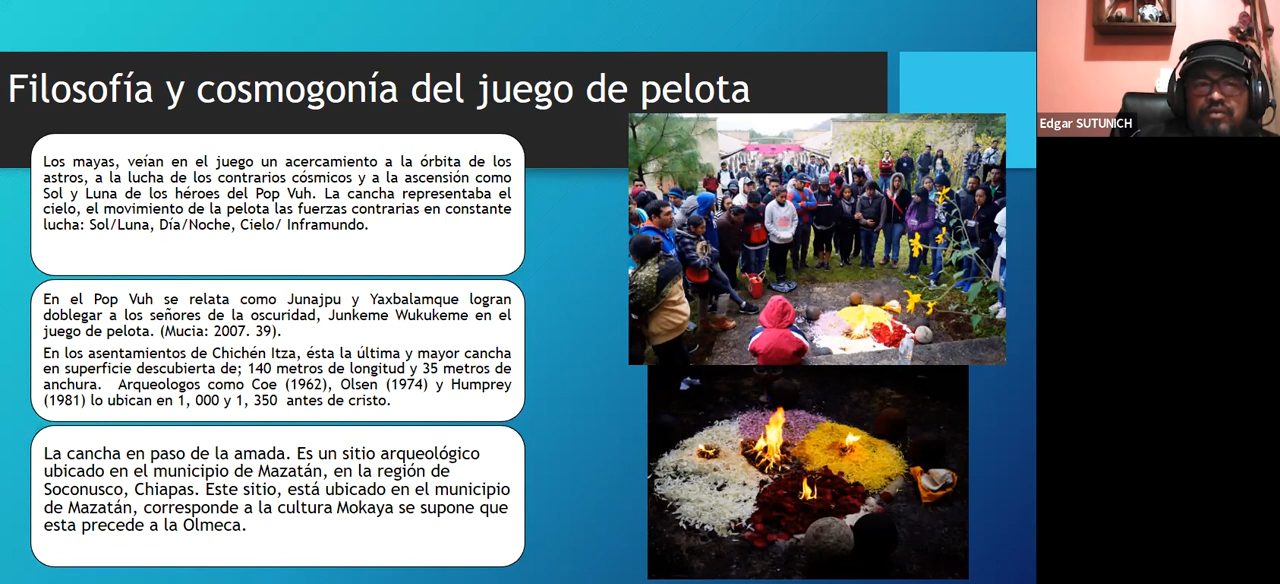 Filosofía y cosmogonía del juego de pelota
Los mayas, veían en el juego un acercamiento a la órbita de los
astros, a la lucha de los contrarios cósmicos y a la ascensión como
Sol y Luna de los héroes del Pop Vuh. La cancha representaba el
cielo, el movimiento de la pelota las fuerzas contrarias en constante
lucha: Sol/Luna, Día/Noche, Cielo/ Inframundo.
En el Pop Vuh se relata como Junajpu y Yaxbalamque logran
doblegar a los señores de la oscuridad, Junkeme Wukukeme en el
juego de pelota. (Mucia: 2007. 39).
En los asentamientos de Chichén Itza, ésta la última y mayor cancha
en superficie descubierta de; 140 metros de longitud y 35 metros de
anchura. Arqueologos como Coe (1962), Olsen (1974) y Humprey
(1981) lo ubican en 1, 000 y 1, 350 antes de cristo.
La cancha en paso de la amada. Es un sitio arqueológico
ubicado en el municipio de Mazatán, en la región de
Soconusco, Chiapas. Este sitio, está ubicado en el municipio
de Mazatán, corresponde a la cultura Mokaya se supone que
esta precede a la Olmeca.
Edgar SUTUNICH